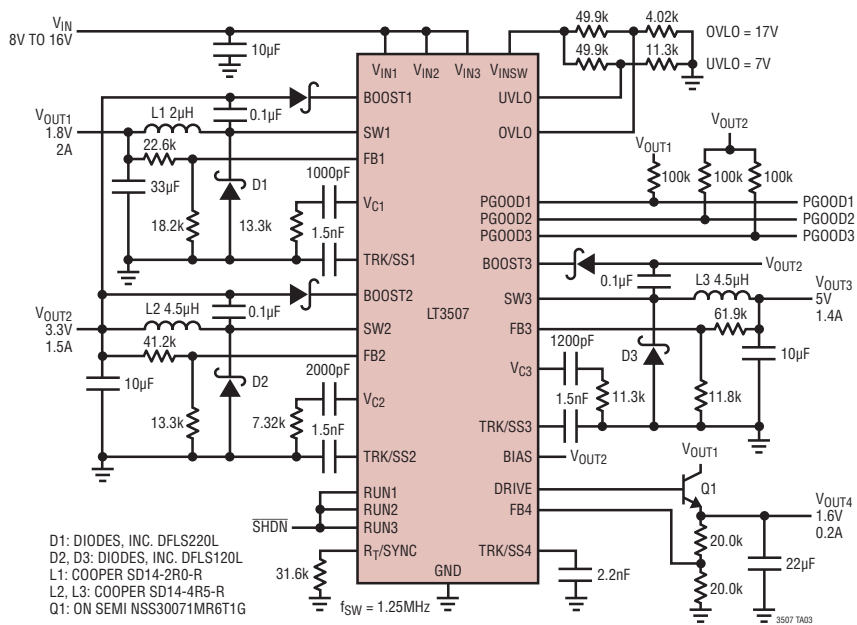 VIN
8V TO 16V
10µF
49.9k
4.02k
OVLO = 17V
49.9k
11.3k
UVLO = 7V
VIN1
VIN2
VIN3
VINSW
BOOST1
UVLO
VOUT1
1.8V
2A
L1 2µH
0.1µF
SW1
OVLO
22.6k
FB1
33µF
D1
1000pF
VC1
18.2k
13.3k
1.5nF
TRK/SS1
VOUT1
VOUT2
100k
100k
100k
PGOOD1
PGOOD1
PGOOD2
PGOOD2
PGOOD3
PGOOD3
BOOST3
VOUT2
BOOST2
LT3507
0.1µF
SW3
L3 4.5µH
VOUT3
5V
1.4A
VOUT2
3.3V
1.5A
L2 4.5µH
0.1µF
SW2
FB3
61.9k
41.2k
FB2
10µF
D2
2000pF
VC2
1200pF
D3
10µF
VC3
13.3k
7.32k
1.5nF
1.5nF
11.3k
11.8k
TRK/SS2
TRK/SS3
BIAS
VOUT2
VOUT1
RUN1
RUN2
RUN3
SHDN
DRIVE
Q1
FB4
VOUT4
1.6V
0.2A
20.0k
22µF
20.0k
RT/SYNC
TRK/SS4
GND
31.6k
2.2nF
fSW = 1.25MHz
D1: DIODES, INC. DFLS220L
D2, D3: DIODES, INC. DFLS120L
L1: COOPER SD14-2R0-R
L2, L3: COOPER SD14-4R5-R
Q1: ON SEMI NSS30071MR6T1G
3507 TA03